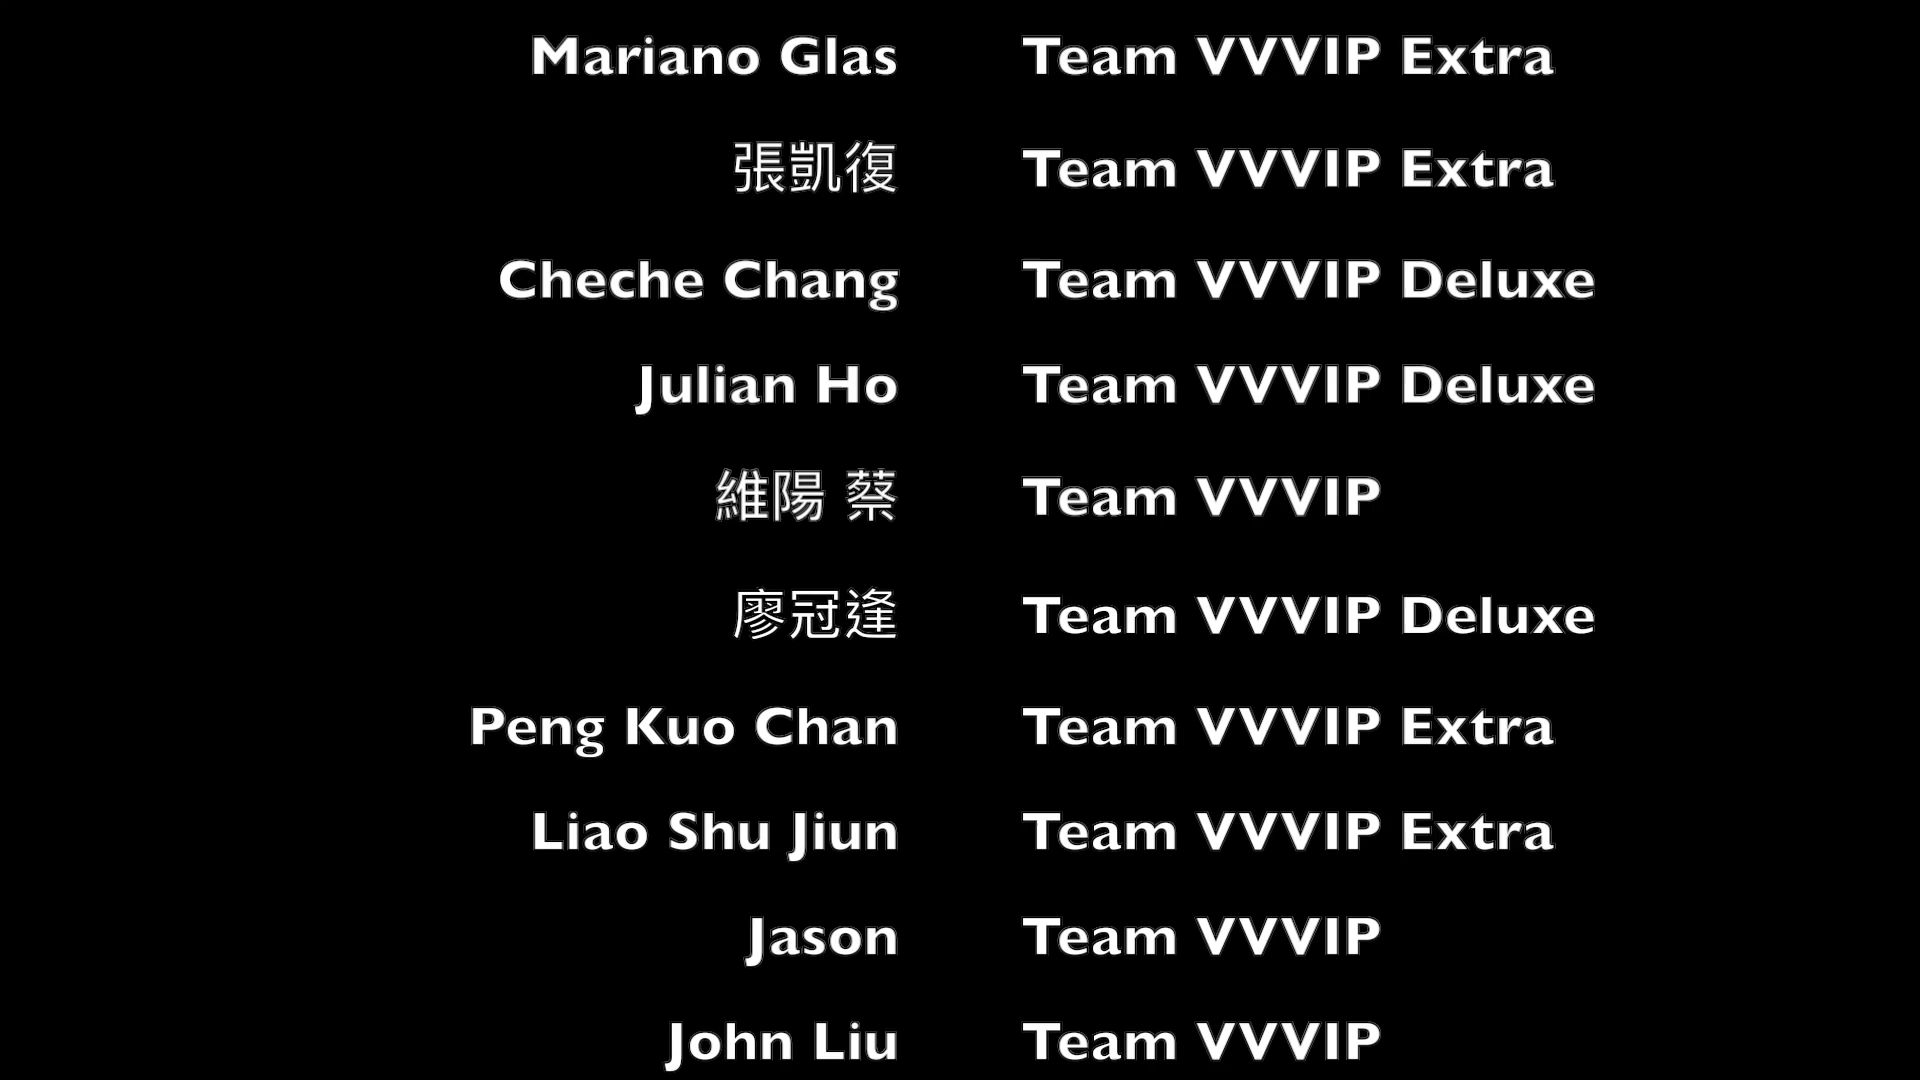 Mariano Glas Team VVVIP Extra
張凱復 Team VVVIP Extra
Cheche Chang Team VVVIP Deluxe
Julian Ho Team VVVIP Deluxe
維陽 蔡 Team VVVIP
廖冠逢 Team VVVIP Deluxe
Peng Kuo Chan Team VVVIP Extra
Liao Shu Jiun Team VVVIP Extra
Jason Team VVVIP
John Liu Team VVVIP